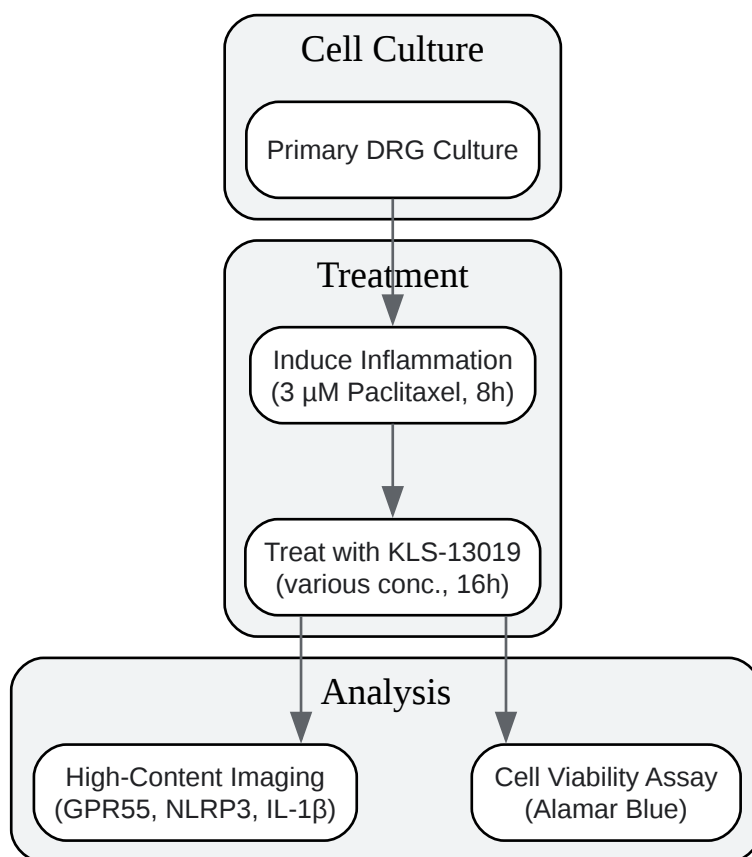 Cell Culture
Primary DRG Culture
Treatment
Induce Inflammation
(3 µM Paclitaxel, 8h)
Treat with KLS-13019
(various conc., 16h)
Analysis
High-Content Imaging
(GPR55, NLRP3, IL-1β)
Cell Viability Assay
(Alamar Blue)